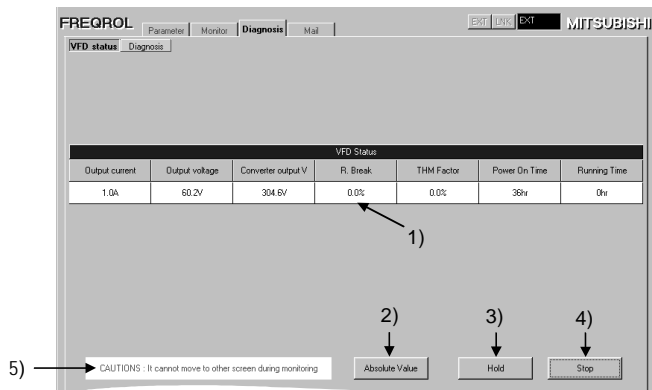 FREQROL Parameter Monitor Diagnosis Mail EXT LNK EXT MITSUBISHI
VFD status Diagnosis
VFD Status
Output current Output voltage Converter output V R. Break THM Factor Power On Time Running Time
1.0A 60.2V 304.6V 0.0% 0.0% 36hr 0hr
1)
2) 3) 4)
5) CAUTIONS : It cannot move to other screen during monitoring Absolute Value Hold Stop